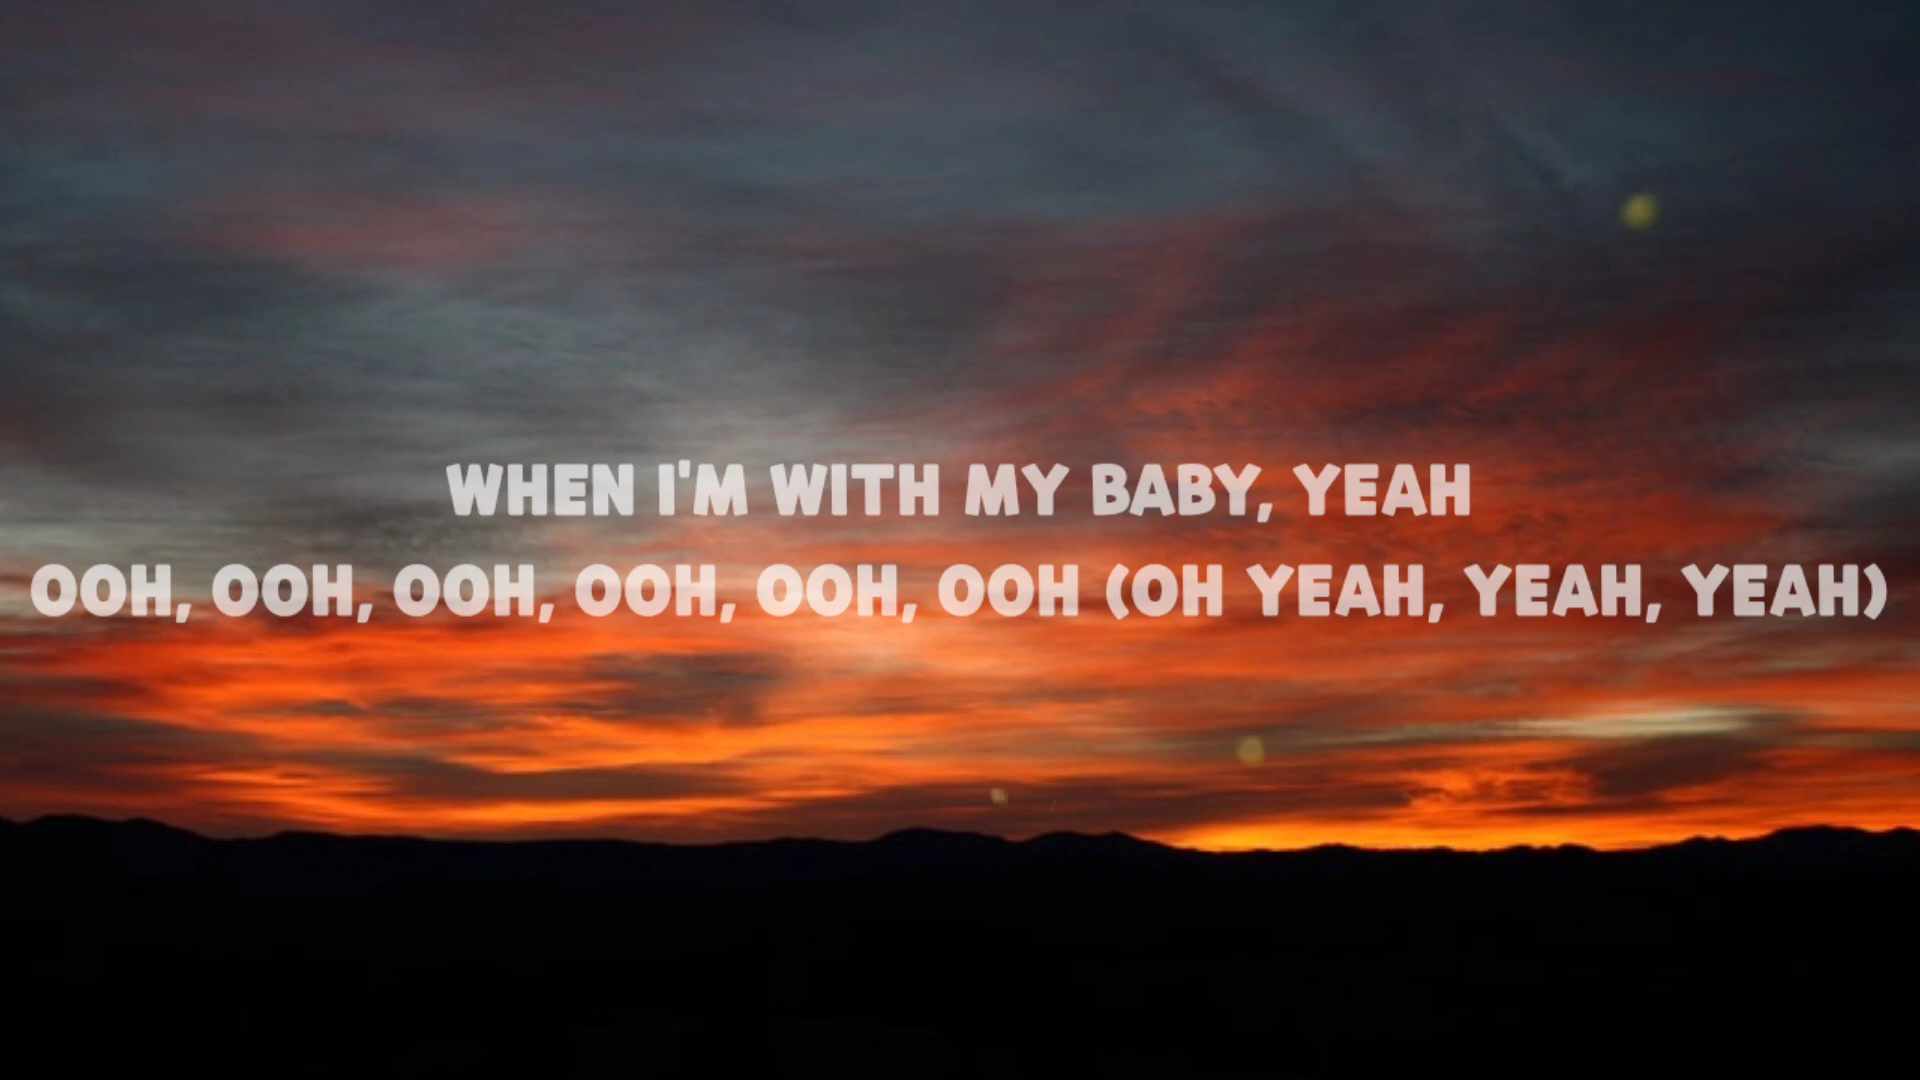 WHEN I'M WITH MY BABY, YEAH
OOH, OOH, OOH, OOH, OOH, OOH (OH YEAH, YEAH, YEAH)